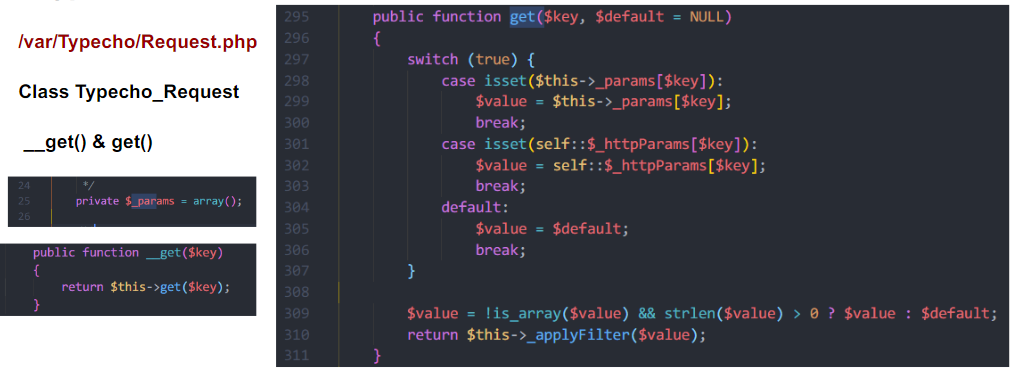 /var/Typecho/Request.php
Class Typecho_Request
__get() & get()
24 */
25 private $_params = array();
26
public function __get($key)
{
return $this->get($key);
}
295 public function get($key, $default = NULL)
296 {
297 switch (true) {
298 case isset($this->_params[$key]):
299 $value = $this->_params[$key];
300 break;
301 case isset(self::$_httpParams[$key]):
302 $value = self::$_httpParams[$key];
303 break;
304 default:
305 $value = $default;
306 break;
307 }
308
309 $value = !is_array($value) && strlen($value) > 0 ? $value : $default;
310 return $this->_applyFilter($value);
311 }